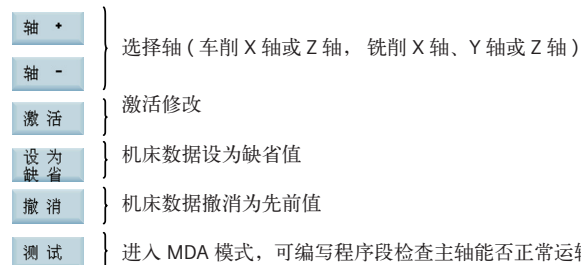 轴 +
选择轴 ( 车削 X 轴或 Z 轴， 铣削 X 轴、Y 轴或 Z 轴 )
轴 -
激 活
激活修改
设 为
缺 省
机床数据设为缺省值
撤 消
机床数据撤消为先前值
测 试
进入 MDA 模式，可编写程序段检查主轴能否正常运